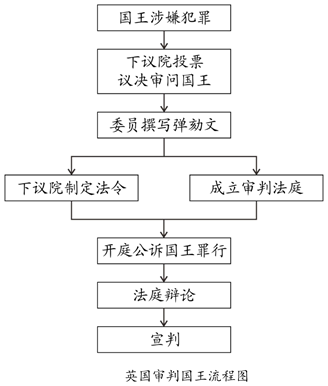 国王涉嫌犯罪
下议院投票
议决审问国王
委员撰写弹劾文
下议院制定法令
成立审判法庭
开庭公诉国王罪行
法庭辩论
宣判
英国审判国王流程图